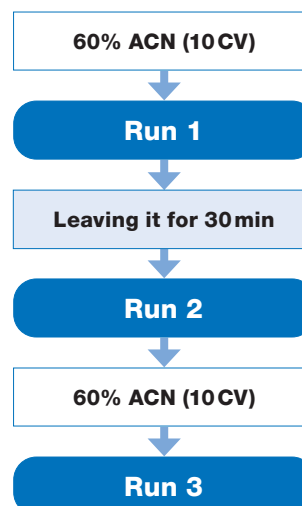 60% ACN (10 CV)
Run 1
Leaving it for 30 min
Run 2
60% ACN (10 CV)
Run 3